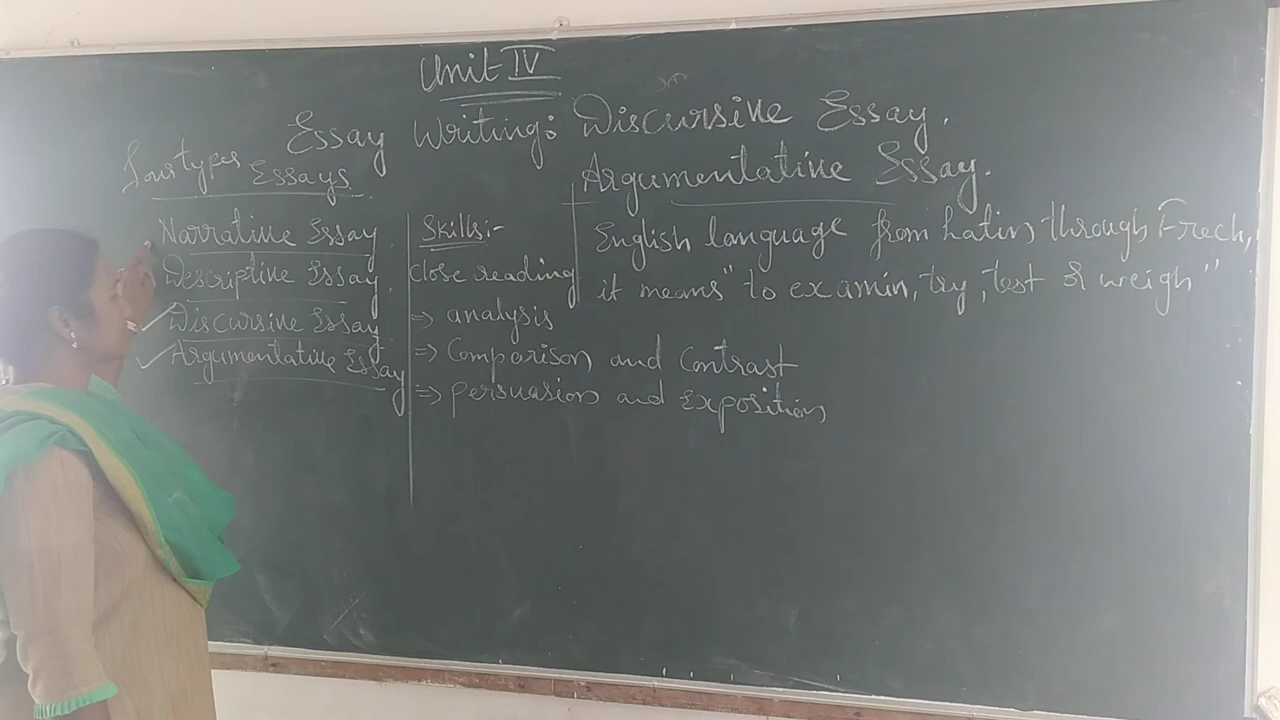 Unit IV
Essay Writing: Discursive Essay.
Argumentative Essay.
Four types Essays
Narrative Essay
Descriptive Essay.
✓ Discursive Essay
✓ Argumentative Essay
Skills:-
close reading
⇒ analysis
⇒ Comparison and Contrast
⇒ persuasion and Exposition
English language from Latin through Frech,
it means "to examin, try, test & weigh"